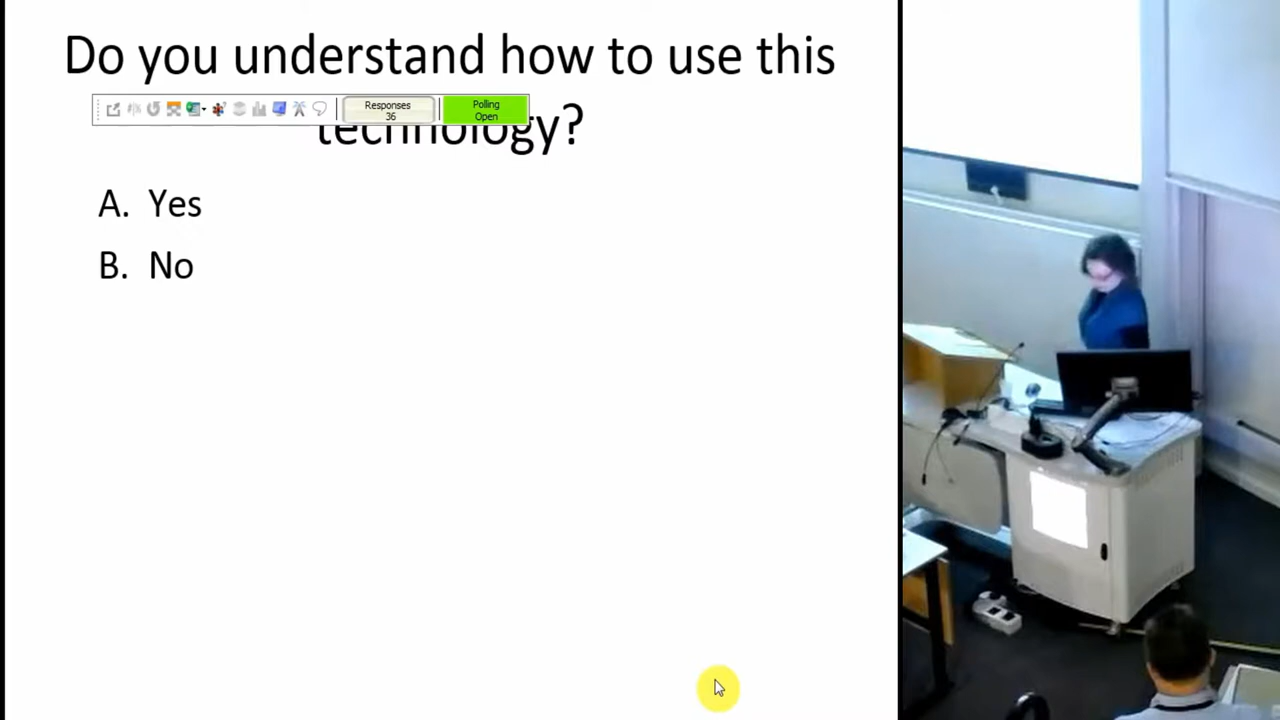 Do you understand how to use this
Responses
36
Polling
Open
technology?
A. Yes
B. No